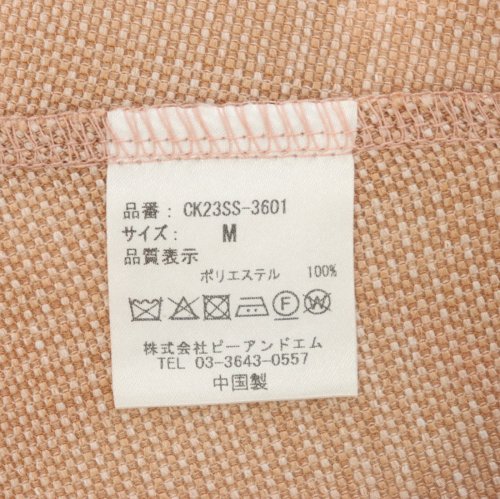 品番: CK23SS-3601
サイズ: M
品質表示
ポリエステル 100%
株式会社ビーアンドエム
TEL 03-3643-0557
中国製